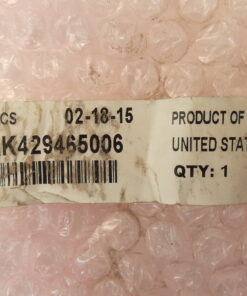 CS 02-18-15
K429465006
PRODUCT OF
UNITED STAT
QTY: 1